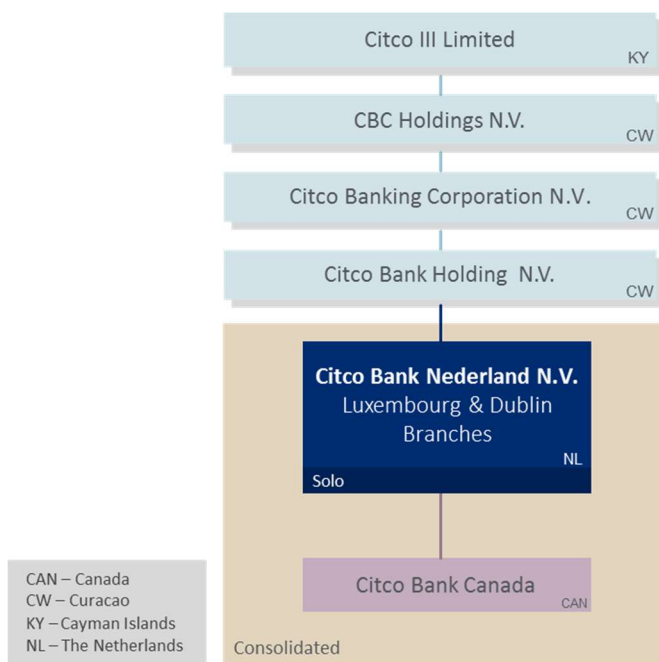 Citco III Limited
KY
CBC Holdings N.V.
CW
Citco Banking Corporation N.V.
CW
Citco Bank Holding N.V.
CW
Citco Bank Nederland N.V.
Luxembourg & Dublin
Branches
NL
Solo
Citco Bank Canada
CAN
Consolidated
CAN – Canada
CW – Curacao
KY – Cayman Islands
NL – The Netherlands